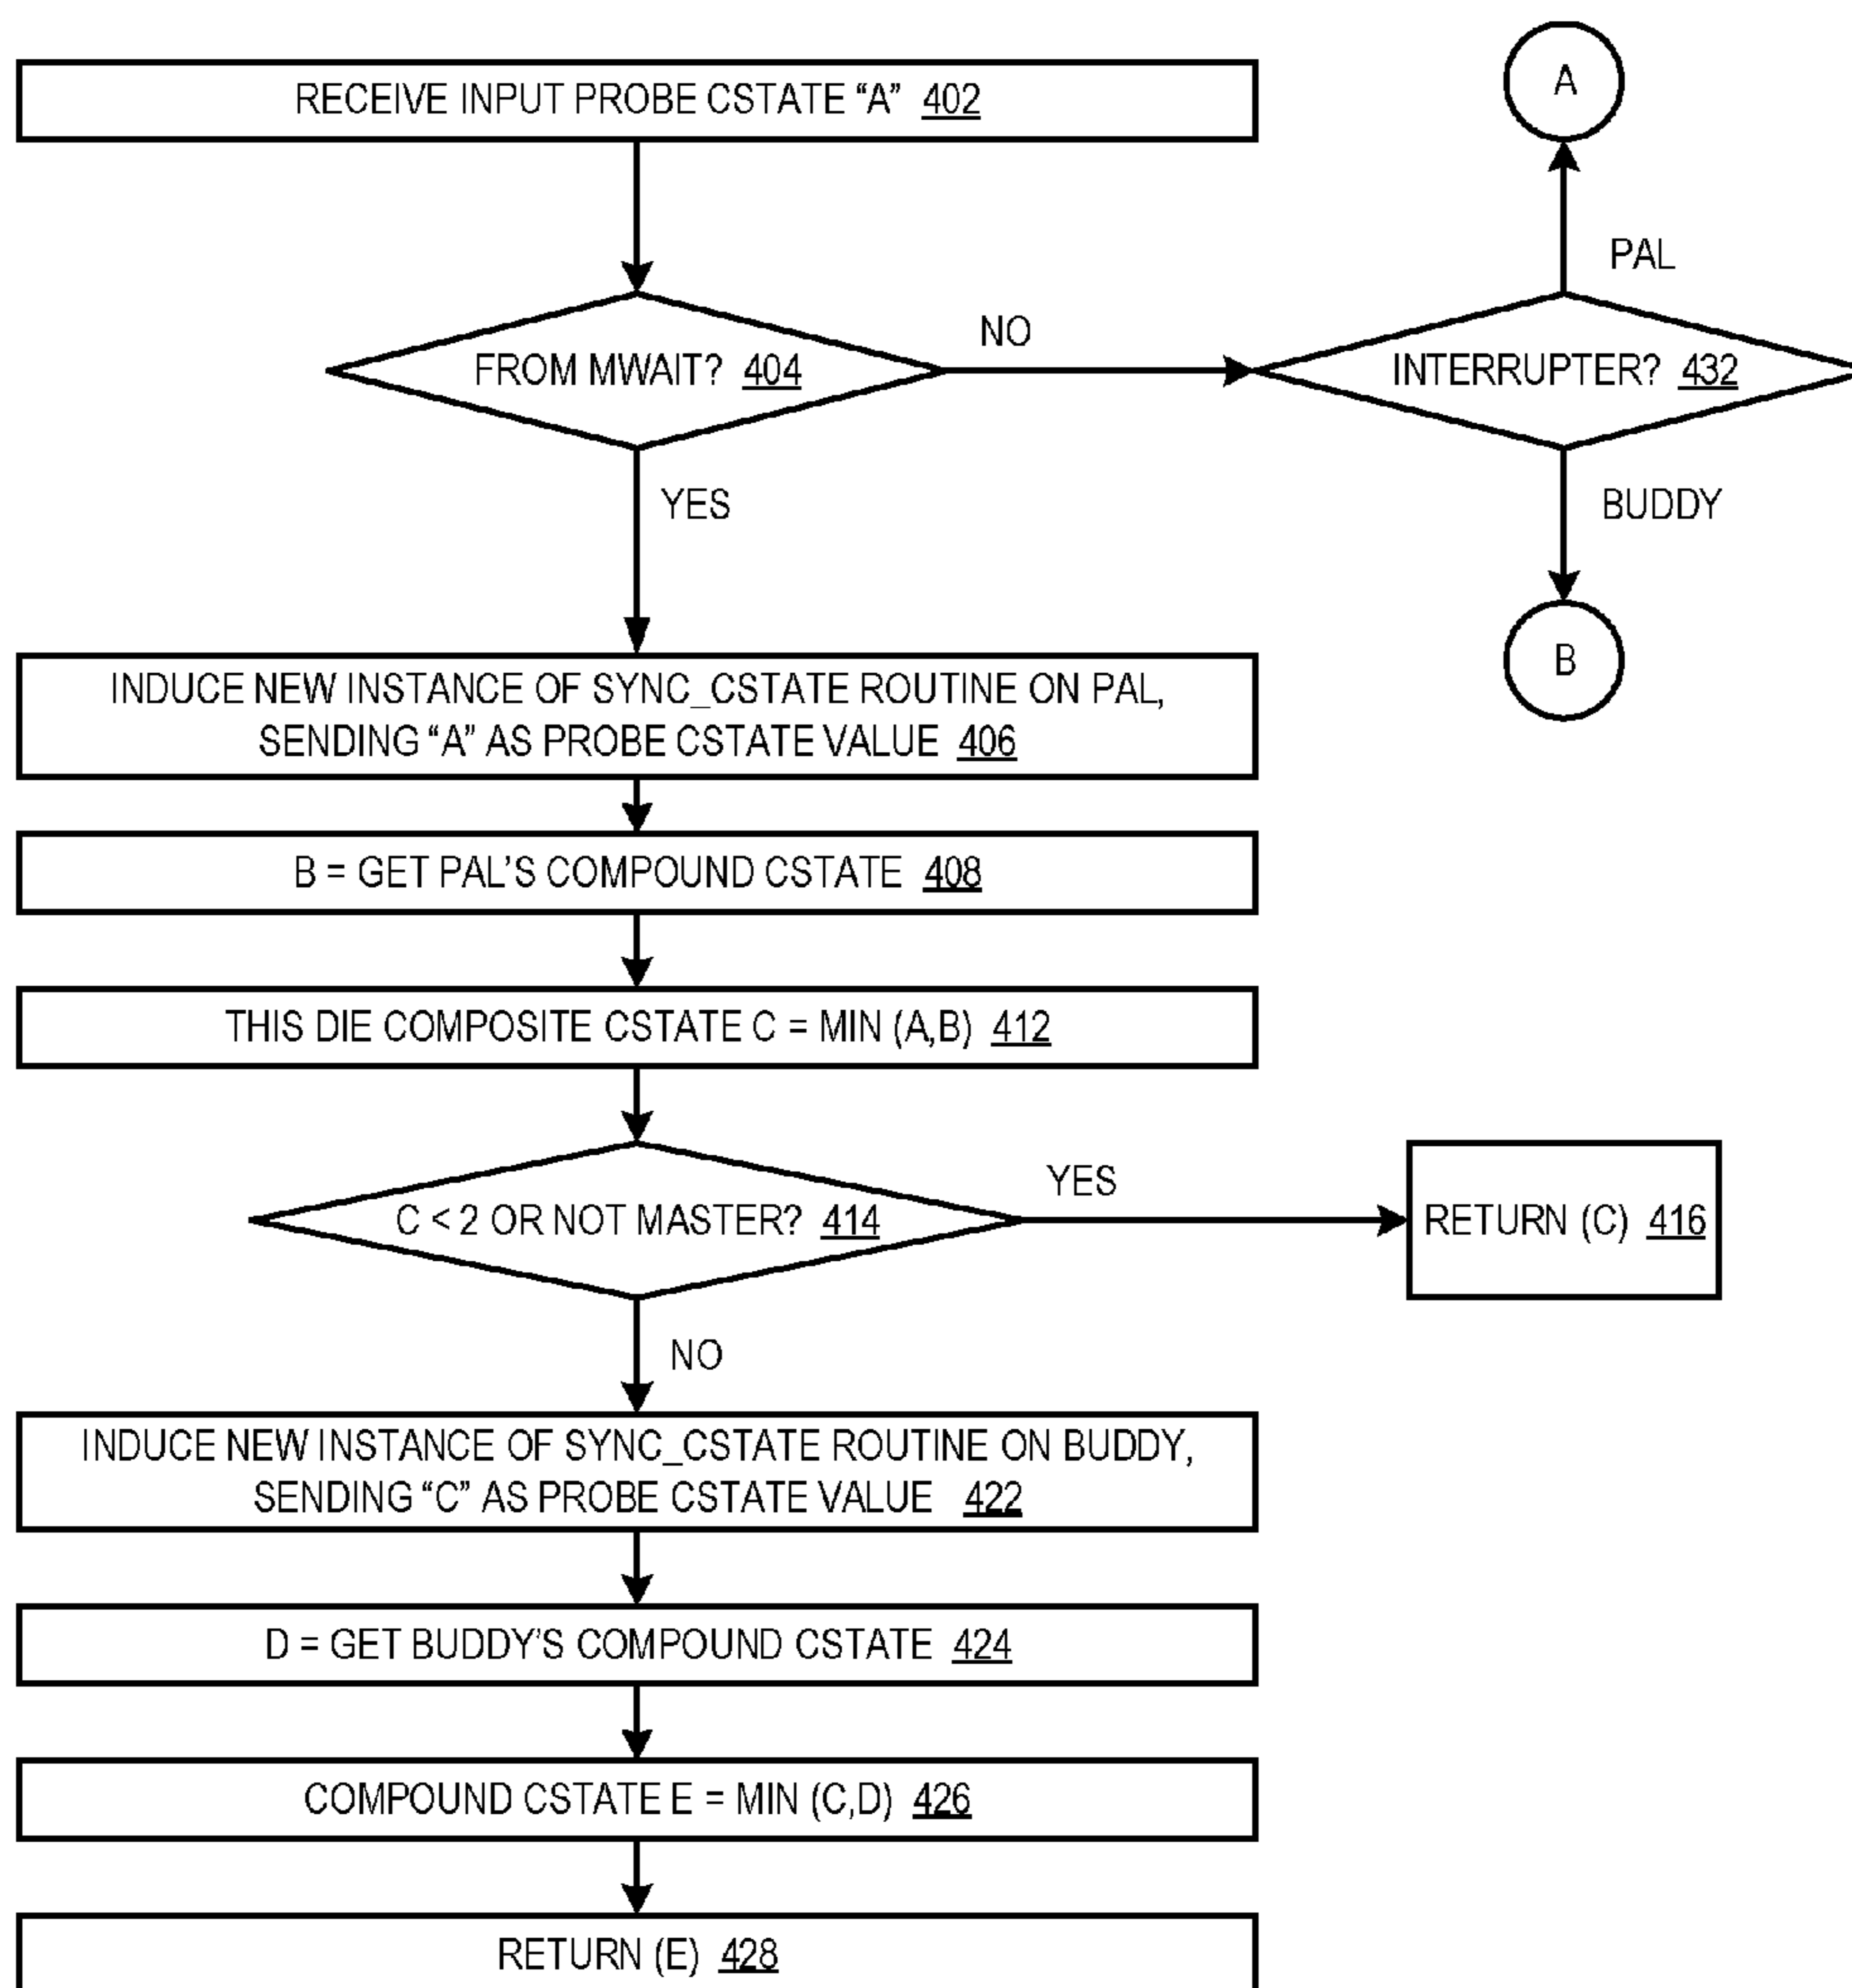 RECEIVE INPUT PROBE CSTATE “A” 402
A
PAL
FROM MWAIT? 404
NO
INTERRUPTER? 432
YES
BUDDY
B
INDUCE NEW INSTANCE OF SYNC_CSTATE ROUTINE ON PAL,
SENDING “A” AS PROBE CSTATE VALUE 406
B = GET PAL’S COMPOUND CSTATE 408
THIS DIE COMPOSITE CSTATE C = MIN (A,B) 412
C < 2 OR NOT MASTER? 414
YES
RETURN (C) 416
NO
INDUCE NEW INSTANCE OF SYNC_CSTATE ROUTINE ON BUDDY,
SENDING “C” AS PROBE CSTATE VALUE 422
D = GET BUDDY’S COMPOUND CSTATE 424
COMPOUND CSTATE E = MIN (C,D) 426
RETURN (E) 428